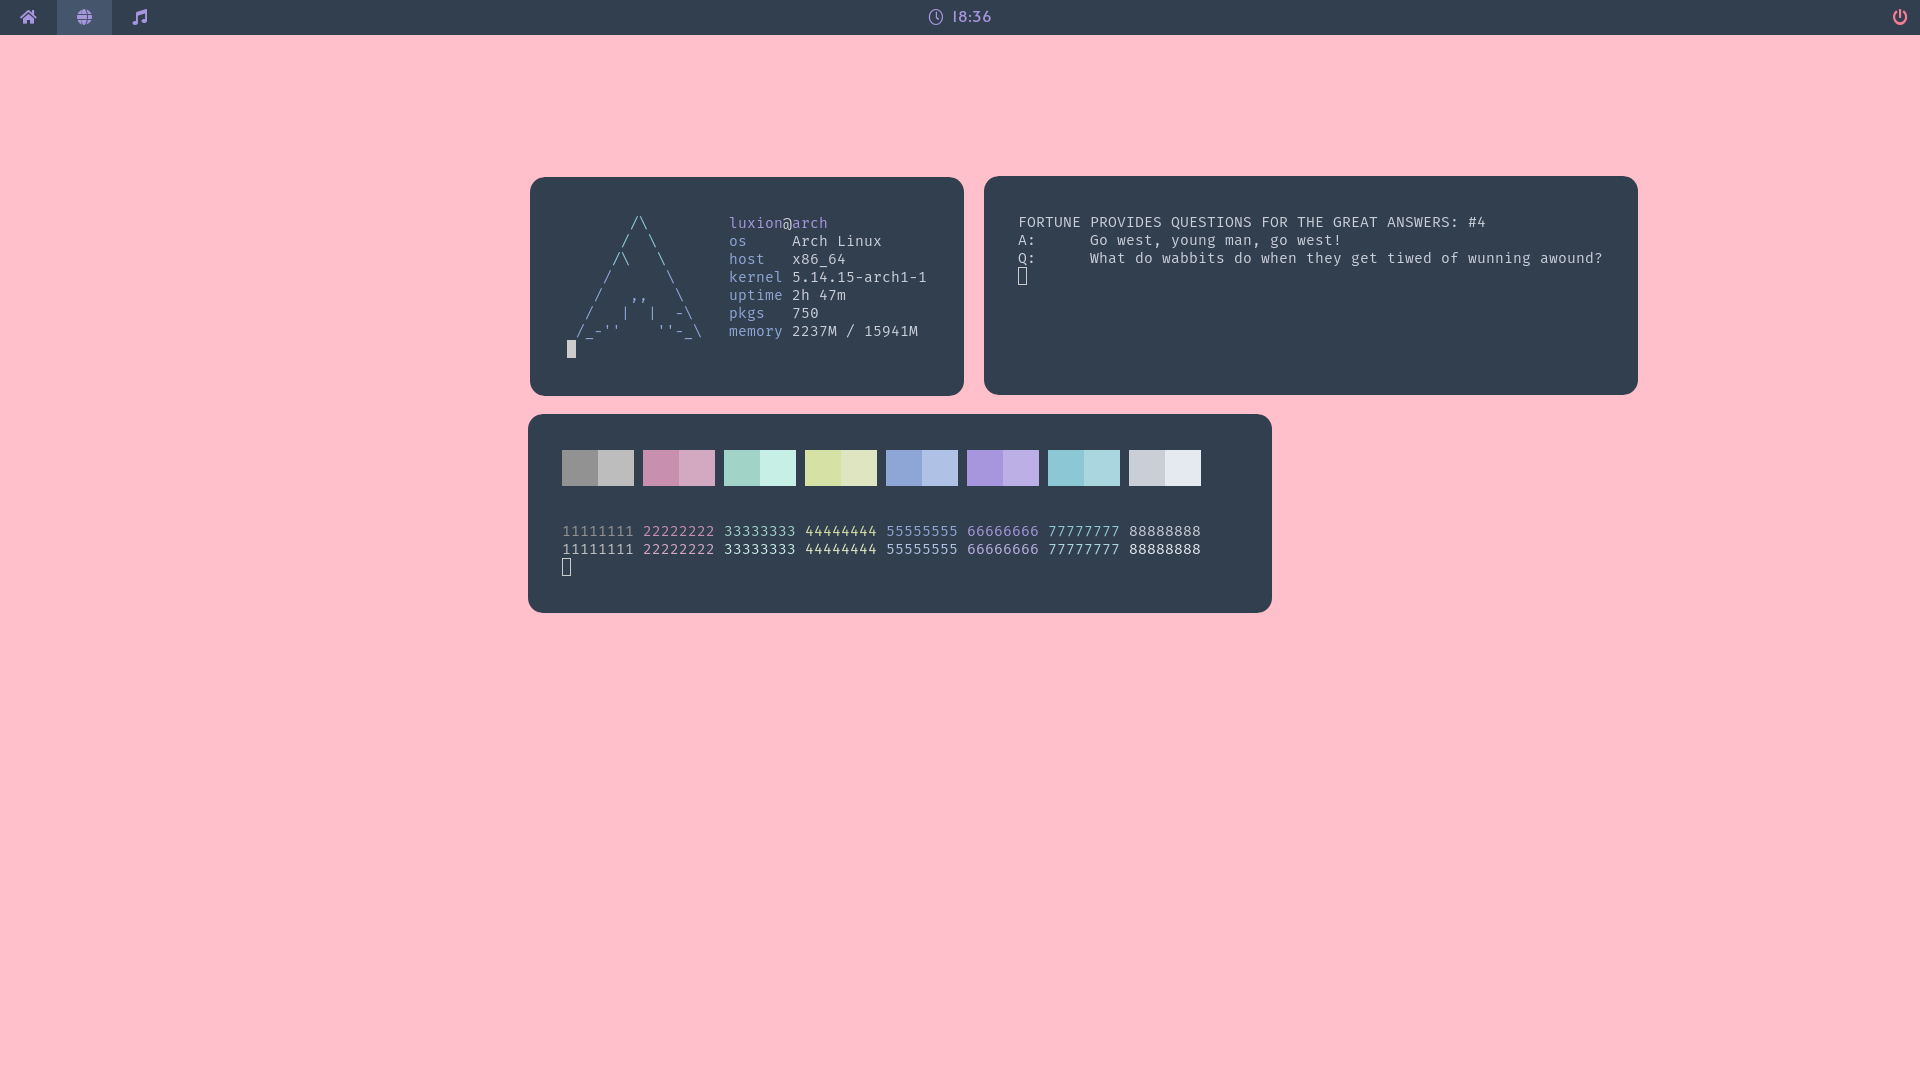 18:36
luxion@arch
os     Arch Linux
host   x86_64
kernel 5.14.15-arch1-1
uptime 2h 47m
pkgs   750
memory 2237M / 15941M
FORTUNE PROVIDES QUESTIONS FOR THE GREAT ANSWERS: #4
A:      Go west, young man, go west!
Q:      What do wabbits do when they get tiwed of wunning awound?
11111111 22222222 33333333 44444444 55555555 66666666 77777777 88888888
11111111 22222222 33333333 44444444 55555555 66666666 77777777 88888888